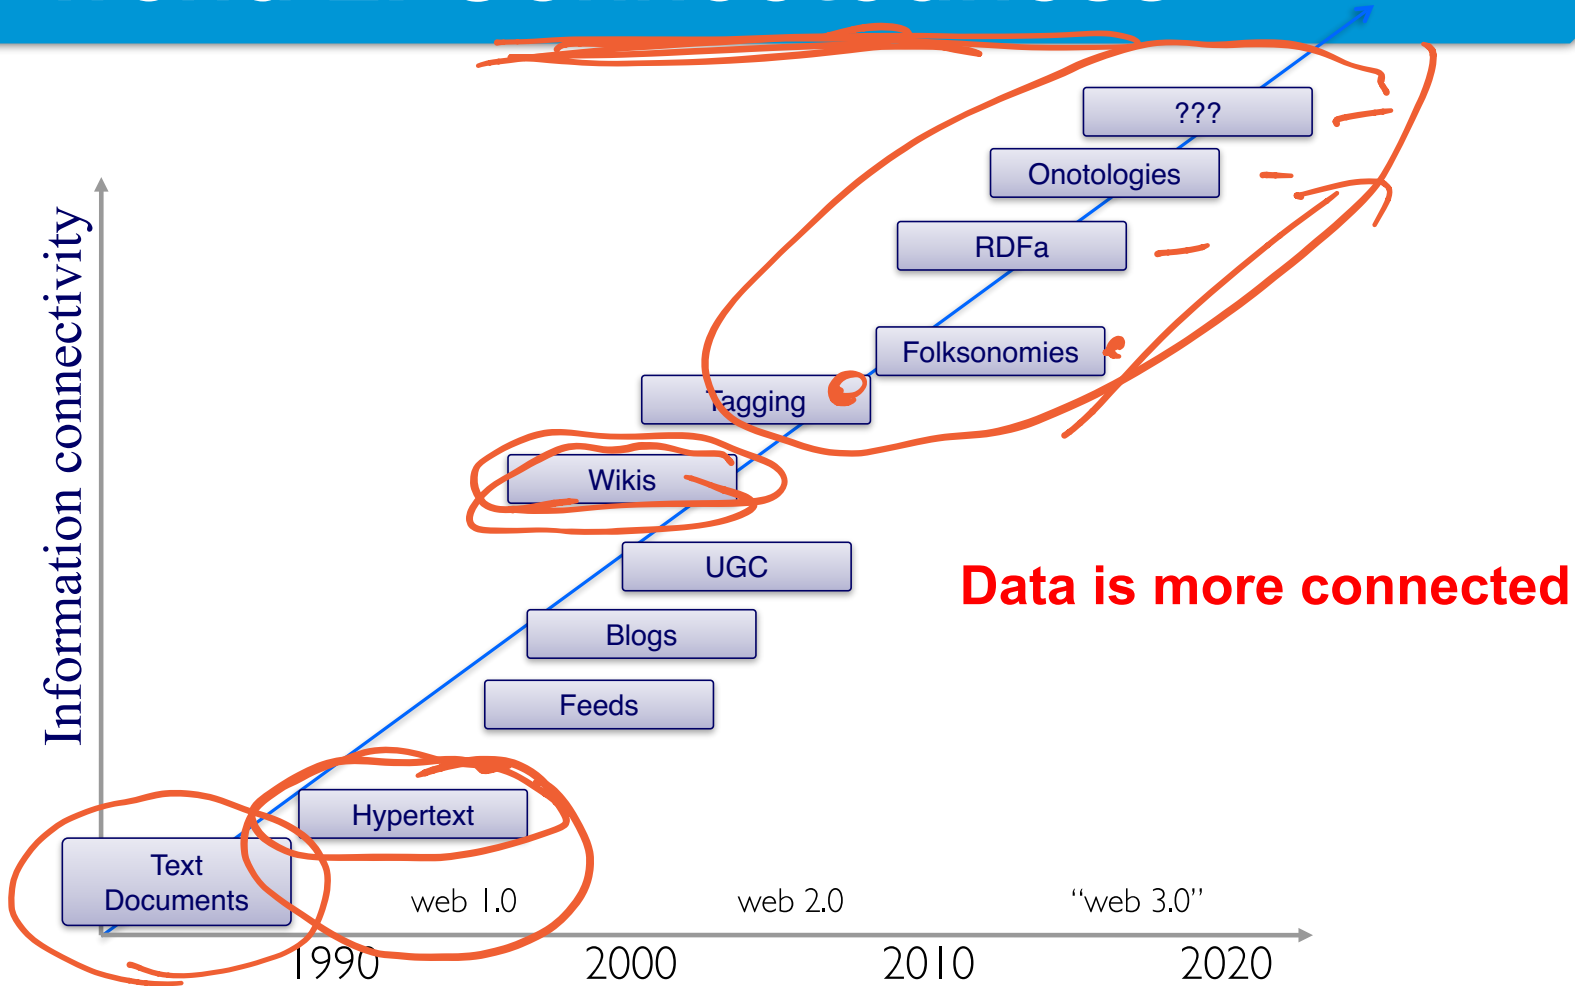 ???
Onotologies
RDFa
Folksonomies
Tagging
Wikis
UGC
Data is more connected
Blogs
Feeds
Hypertext
Text
Documents
Information connectivity
web 1.0
web 2.0
“web 3.0”
1990
2000
2010
2020